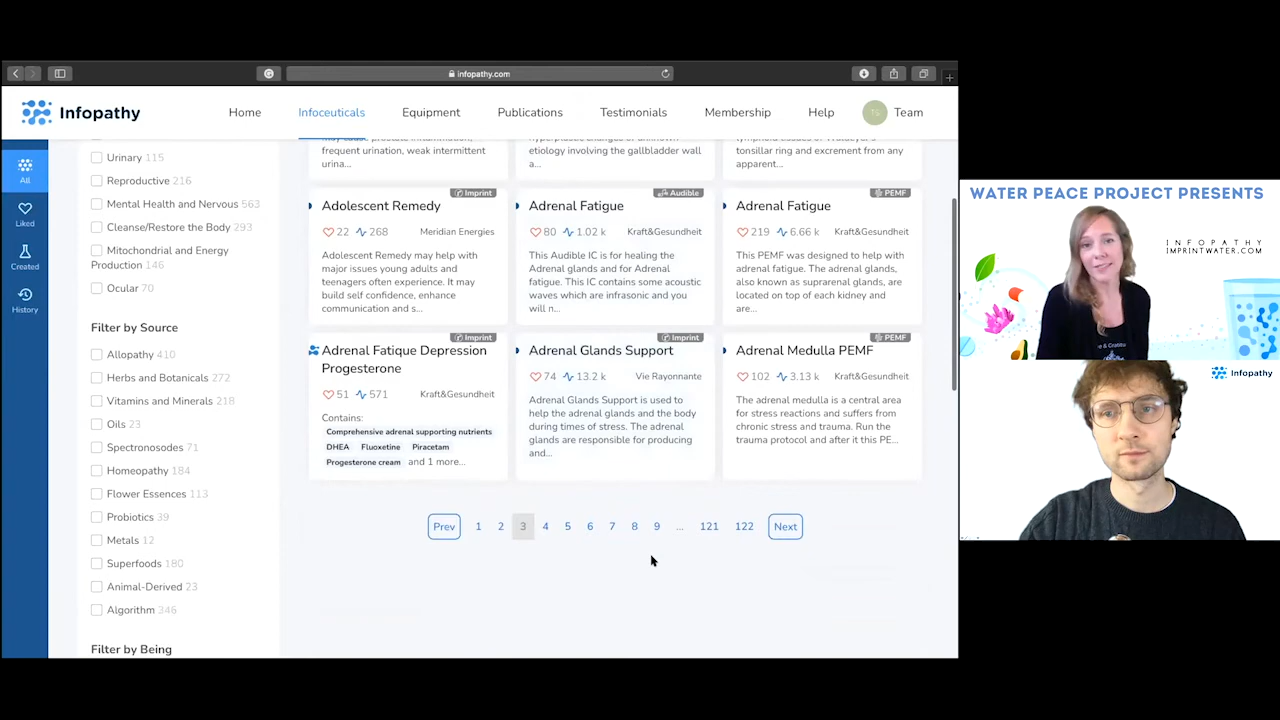 infopathy.com
Infopathy
Home
Infoceuticals
Equipment
Publications
Testimonials
Membership
Help
TS
Team
All
Liked
Created
History
Urinary 115
Reproductive 216
Mental Health and Nervous 563
Cleanse/Restore the Body 293
Mitochondrial and Energy
Production 146
Ocular 70
Filter by Source
Allopathy 410
Herbs and Botanicals 272
Vitamins and Minerals 218
Oils 23
Spectronosodes 71
Homeopathy 184
Flower Essences 113
Probiotics 39
Metals 12
Superfoods 180
Animal-Derived 23
Algorithm 346
Filter by Being
frequent urination, weak intermittent
urina...
etiology involving the gallbladder wall
a...
tonsillar ring and excrement from any
apparent...
Imprint
Adolescent Remedy
22 268 Meridian Energies
Adolescent Remedy may help with
major issues young adults and
teenagers often experience. It may
build self confidence, enhance
communication and s...
Audible
Adrenal Fatigue
80 1.02 k Kraft&Gesundheit
This Audible IC is for healing the
Adrenal glands and for Adrenal
fatigue. This IC contains some acoustic
waves which are infrasonic and you
will n...
PEMF
Adrenal Fatigue
219 6.66 k Kraft&Gesundheit
This PEMF was designed to help with
adrenal fatigue. The adrenal glands,
also known as suprarenal glands, are
located on top of each kidney and
are...
Imprint
Adrenal Fatique Depression
Progesterone
51 571 Kraft&Gesundheit
Contains:
Comprehensive adrenal supporting nutrients
DHEA Fluoxetine Piracetam
Progesterone cream and 1 more...
Imprint
Adrenal Glands Support
74 13.2 k Vie Rayonnante
Adrenal Glands Support is used to
help the adrenal glands and the body
during times of stress. The adrenal
glands are responsible for producing
and...
PEMF
Adrenal Medulla PEMF
102 3.13 k Kraft&Gesundheit
The adrenal medulla is a central area
for stress reactions and suffers from
chronic stress and trauma. Run the
trauma protocol and after it this PE...
Prev 1 2 3 4 5 6 7 8 9 ... 121 122 Next
WATER PEACE PROJECT PRESENTS
INFOPATHY
IMPRINTWATER.COM
Infopathy